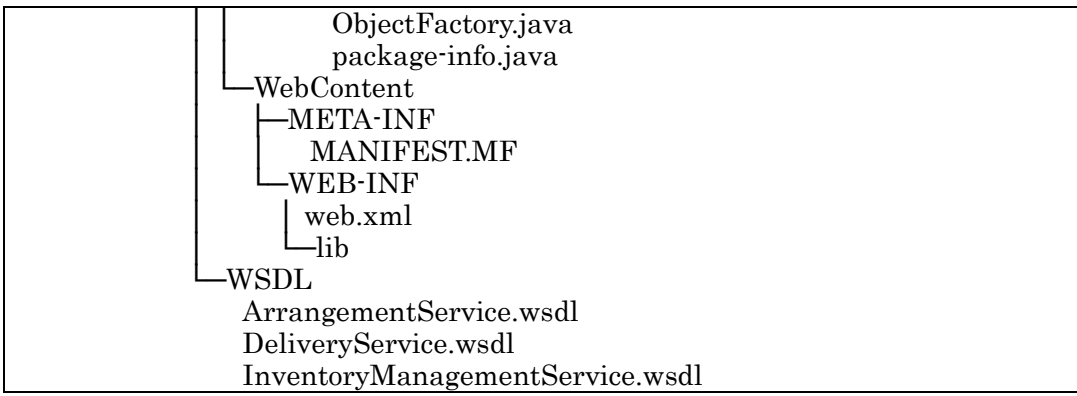 ObjectFactory.java
package-info.java
WebContent
META-INF
MANIFEST.MF
WEB-INF
web.xml
lib
WSDL
ArrangementService.wsdl
DeliveryService.wsdl
InventoryManagementService.wsdl